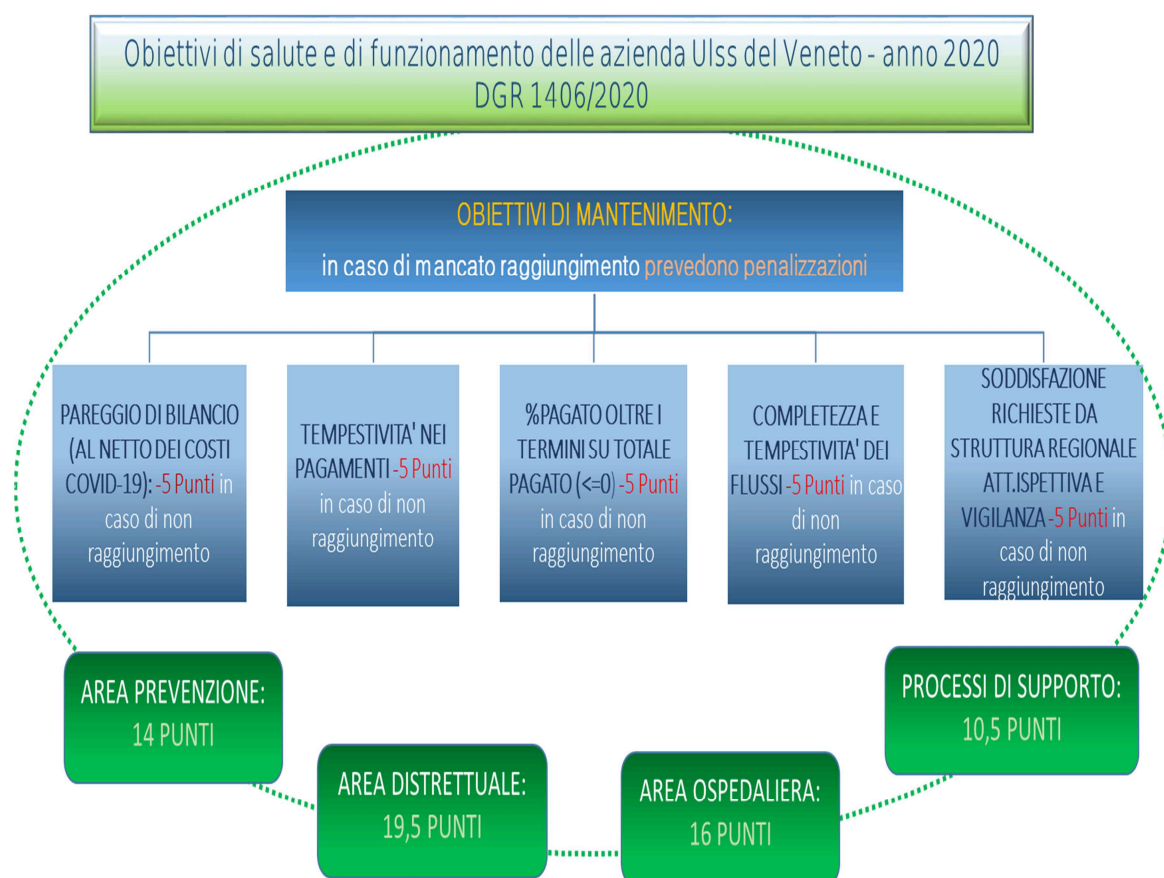 Obiettivi di salute e di funzionamento delle azienda Ulss del Veneto - anno 2020
DGR 1406/2020
OBIETTIVI DI MANTENIMENTO:
in caso di mancato raggiungimento prevedono penalizzazioni
PAREGGIO DI BILANCIO
(AL NETTO DEI COSTI
COVID-19): -5 Punti in
caso di non
raggiungimento
TEMPESTIVITA' NEI
PAGAMENTI -5 Punti
in caso di non
raggiungimento
%PAGATO OLTRE I
TERMINI SU TOTALE
PAGATO (<=0) -5 Punti
in caso di non
raggiungimento
COMPLETEZZA E
TEMPESTIVITA' DEI
FLUSSI -5 Punti in caso
di non
raggiungimento
SODDISFAZIONE
RICHIESTE DA
STRUTTURA REGIONALE
ATT.ISPETTIVA E
VIGILANZA -5 Punti in
caso di non
raggiungimento
AREA PREVENZIONE:
14 PUNTI
AREA DISTRETTUALE:
19,5 PUNTI
AREA OSPEDALIERA:
16 PUNTI
PROCESSI DI SUPPORTO:
10,5 PUNTI